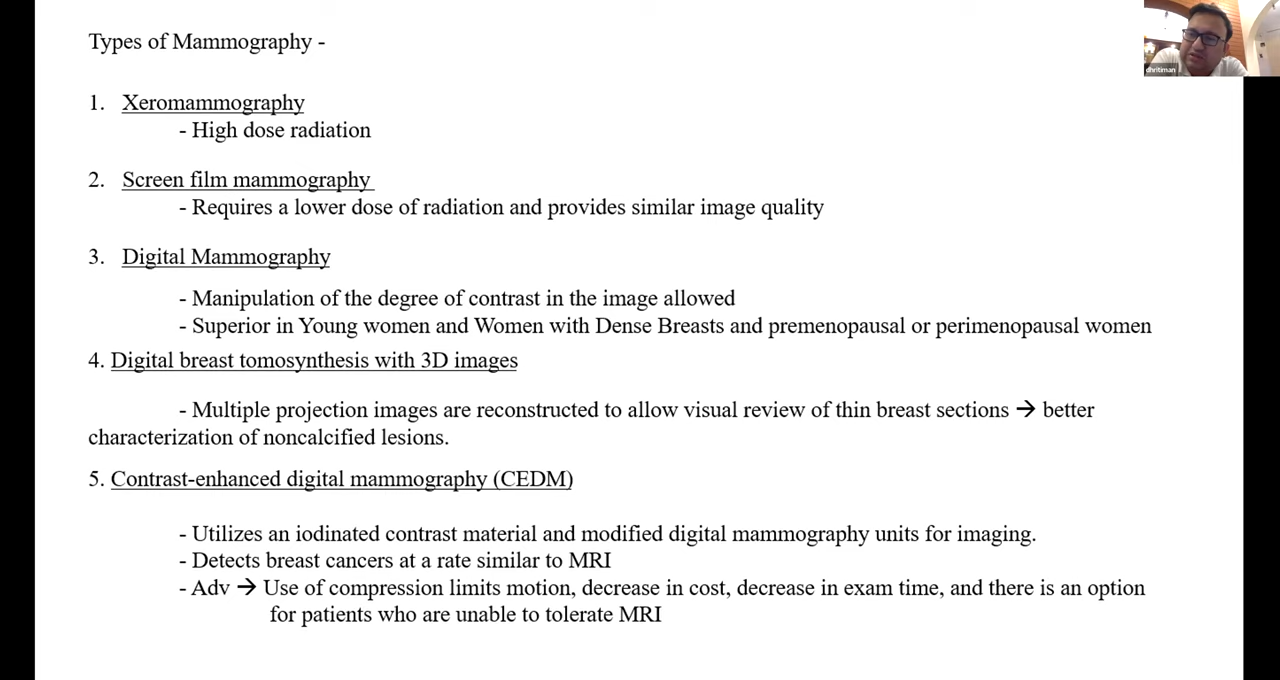 Types of Mammography -
dhritiman
1. Xeromammography
- High dose radiation
2. Screen film mammography
- Requires a lower dose of radiation and provides similar image quality
3. Digital Mammography
- Manipulation of the degree of contrast in the image allowed
- Superior in Young women and Women with Dense Breasts and premenopausal or perimenopausal women
4. Digital breast tomosynthesis with 3D images
- Multiple projection images are reconstructed to allow visual review of thin breast sections → better
characterization of noncalcified lesions.
5. Contrast-enhanced digital mammography (CEDM)
- Utilizes an iodinated contrast material and modified digital mammography units for imaging.
- Detects breast cancers at a rate similar to MRI
- Adv → Use of compression limits motion, decrease in cost, decrease in exam time, and there is an option
for patients who are unable to tolerate MRI